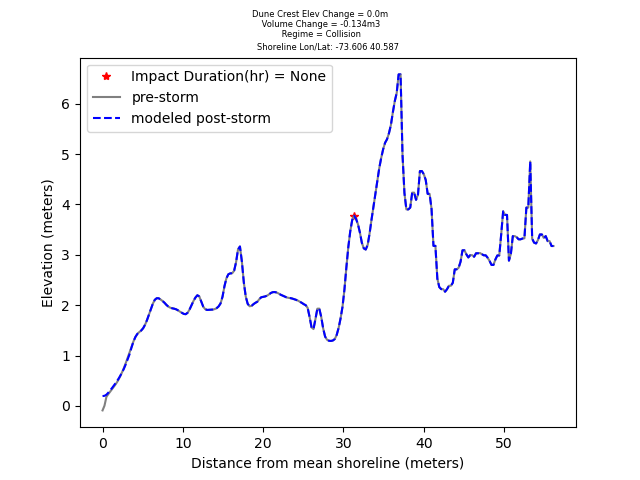 Dune Crest Elev Change = 0.0m
Volume Change = -0.134m3
Regime = Collision
Shoreline Lon/Lat: -73.606 40.587
Impact Duration(hr) = None
pre-storm
modeled post-storm
Elevation (meters)
6
5
4
3
2
1
0
0 10 20 30 40 50
Distance from mean shoreline (meters)